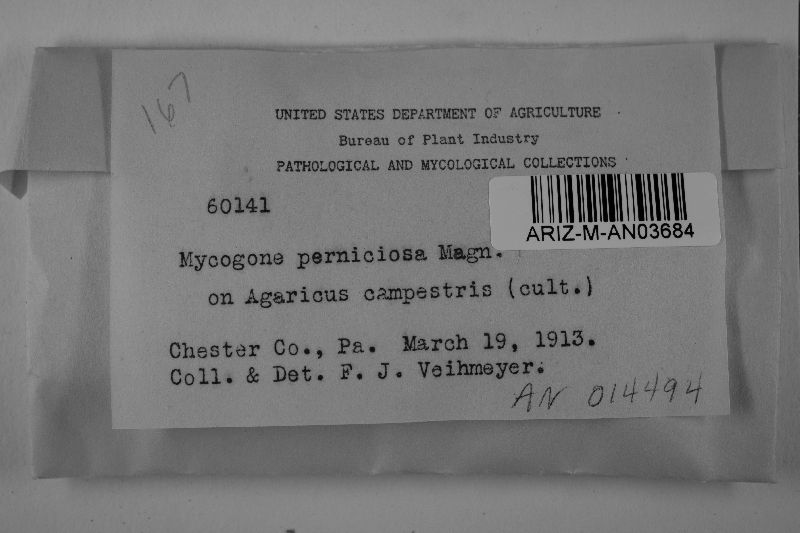 167
UNITED STATES DEPARTMENT OF AGRICULTURE
Bureau of Plant Industry
PATHOLOGICAL AND MYCOLOGICAL COLLECTIONS
60141
ARIZ-M-AN03684
Mycogone perniciosa Magn.
on Agaricus campestris (cult.)
Chester Co., Pa. March 19, 1913.
Coll. & Det. F. J. Veihmeyer.
AN 014494